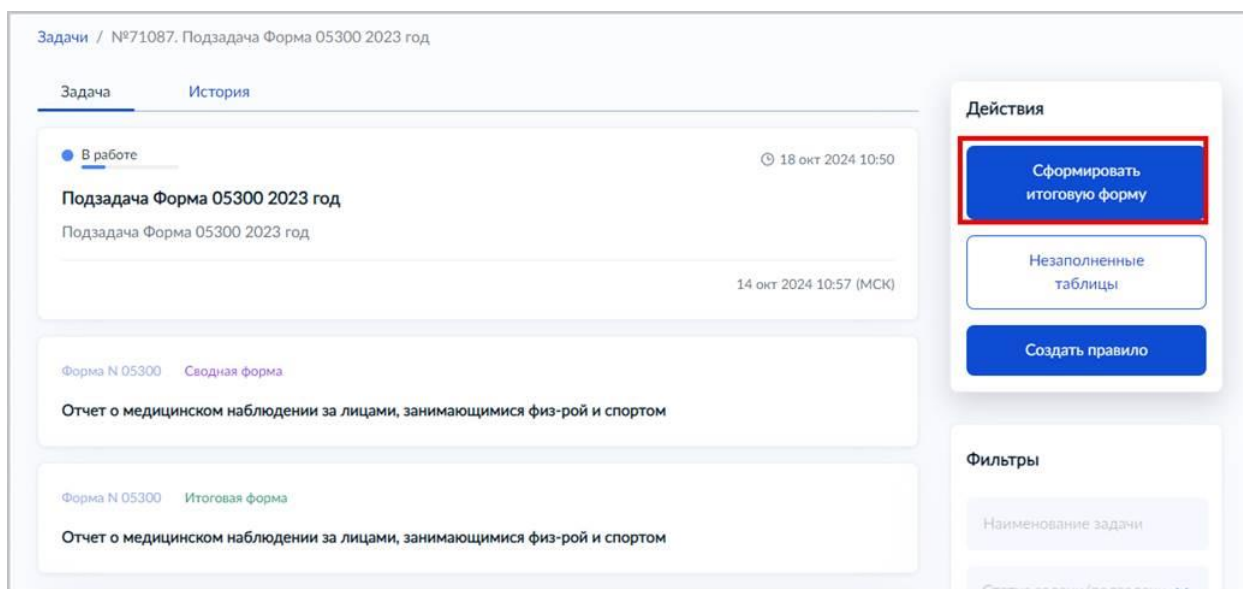 Задачи / №71087. Подзадача Форма 05300 2023 год
Задача История
В работе
18 окт 2024 10:50
Подзадача Форма 05300 2023 год
Подзадача Форма 05300 2023 год
14 окт 2024 10:57 (МСК)
Форма N 05300 Сводная форма
Отчет о медицинском наблюдении за лицами, занимающимися физ-рой и спортом
Форма N 05300 Итоговая форма
Отчет о медицинском наблюдении за лицами, занимающимися физ-рой и спортом
Действия
Сформировать
итоговую форму
Незаполненные
таблицы
Создать правило
Фильтры
Наименование задачи